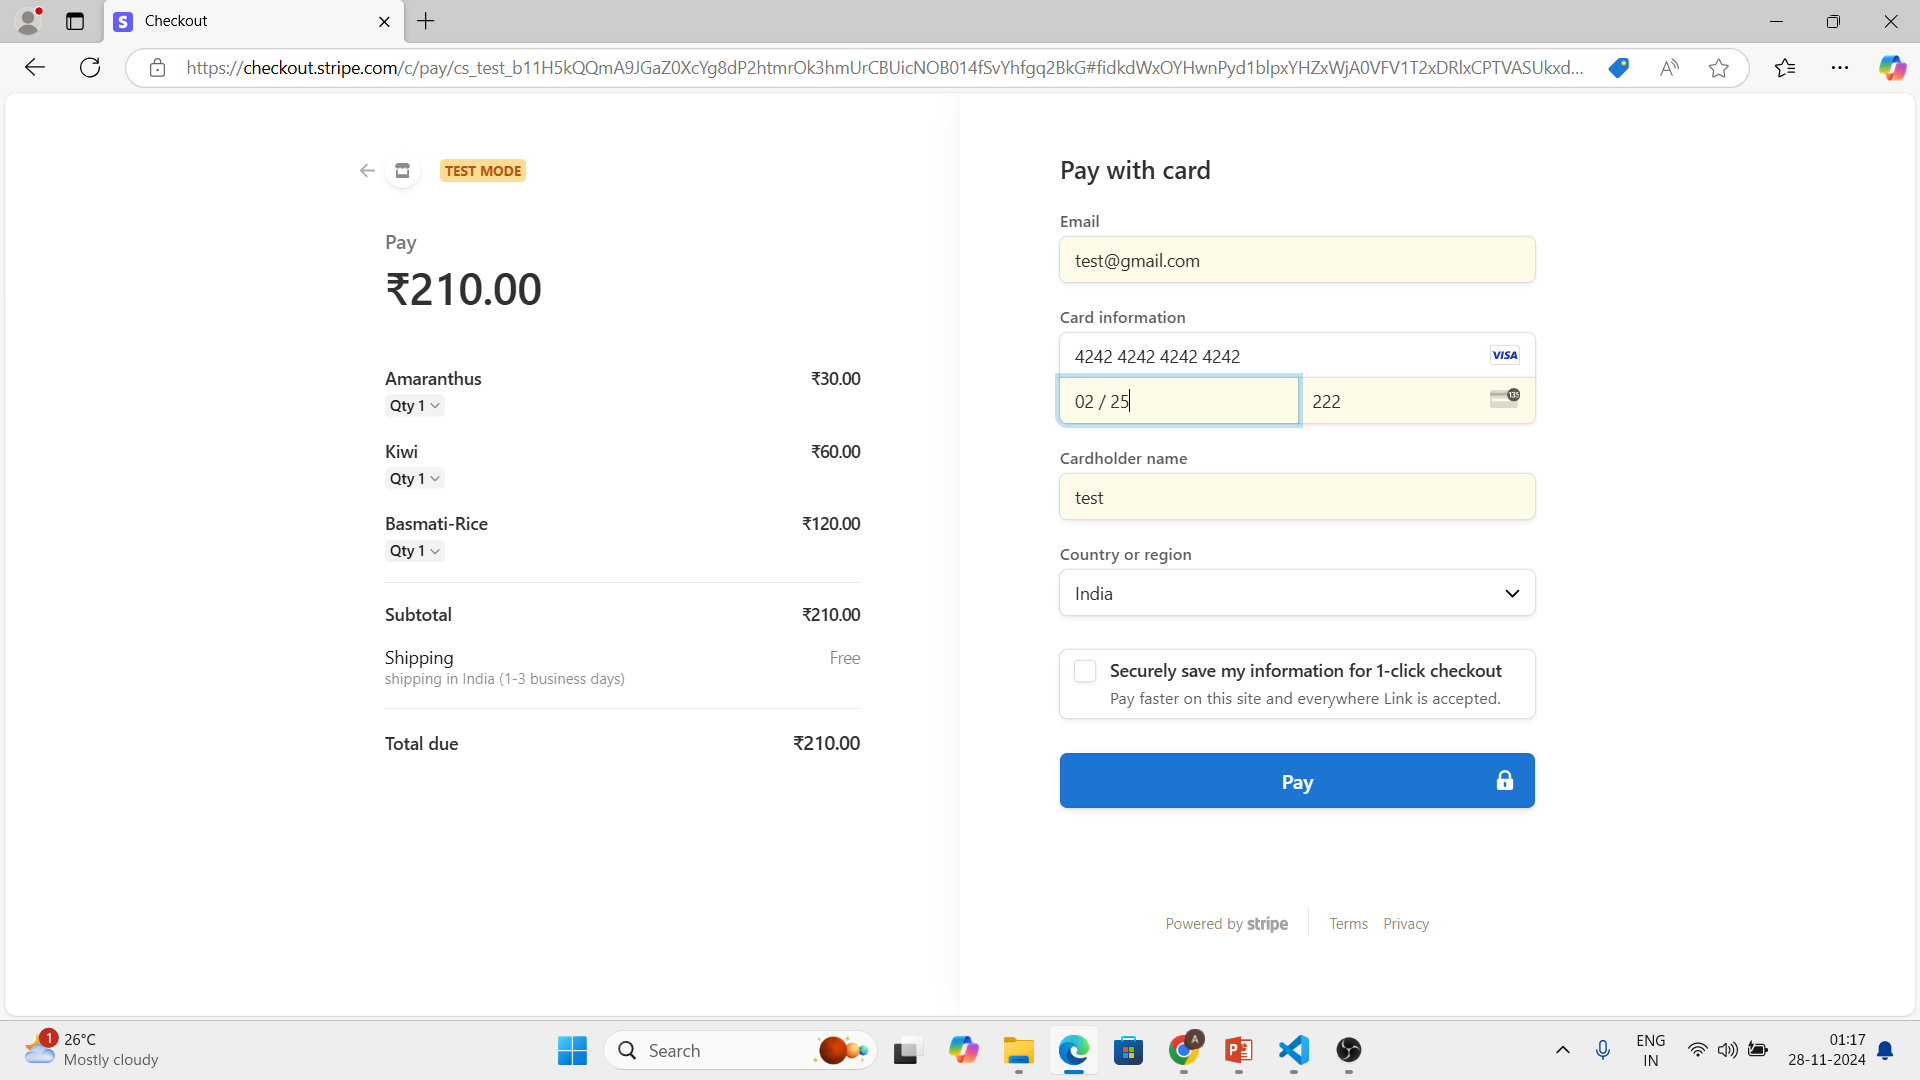 S Checkout
https://checkout.stripe.com/c/pay/cs_test_b11H5kQQmA9JGaZ0XcYg8dP2htmrOk3hmUrCBUicNOB014fSvYhfgq2BkG#fidkdWxOYHwnPyd1blpxYHZxWjA0VFV1T2xDRlxCPTVASUkxd...
TEST MODE
Pay
₹210.00
Amaranthus ₹30.00
Qty 1
Kiwi ₹60.00
Qty 1
Basmati-Rice ₹120.00
Qty 1
Subtotal ₹210.00
Shipping Free
shipping in India (1-3 business days)
Total due ₹210.00
Pay with card
Email
test@gmail.com
Card information
4242 4242 4242 4242 VISA
02 / 25 222 135
Cardholder name
test
Country or region
India
Securely save my information for 1-click checkout
Pay faster on this site and everywhere Link is accepted.
Pay
Powered by stripe Terms Privacy
1 26°C
Mostly cloudy
Search
A
ENG
IN
01:17
28-11-2024